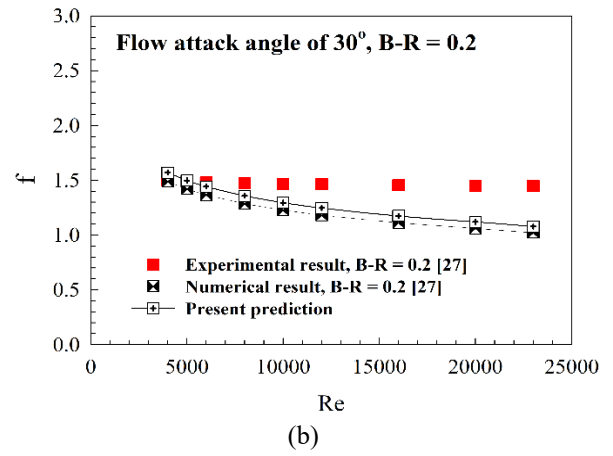 Flow attack angle of 30°, B-R = 0.2
3.0
2.5
2.0
1.5
1.0
0.5
0.0
f
Experimental result, B-R = 0.2 [27]
Numerical result, B-R = 0.2 [27]
Present prediction
0 5000 10000 15000 20000 25000
Re
(b)